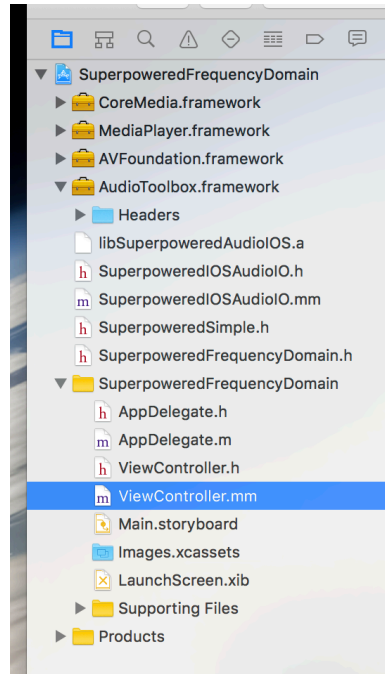 SuperpoweredFrequencyDomain
CoreMedia.framework
MediaPlayer.framework
AVFoundation.framework
AudioToolbox.framework
Headers
libSuperpoweredAudioIOS.a
h SuperpoweredIOSAudioIO.h
m SuperpoweredIOSAudioIO.mm
h SuperpoweredSimple.h
h SuperpoweredFrequencyDomain.h
SuperpoweredFrequencyDomain
h AppDelegate.h
m AppDelegate.m
h ViewController.h
m ViewController.mm
Main.storyboard
Images.xcassets
LaunchScreen.xib
Supporting Files
Products